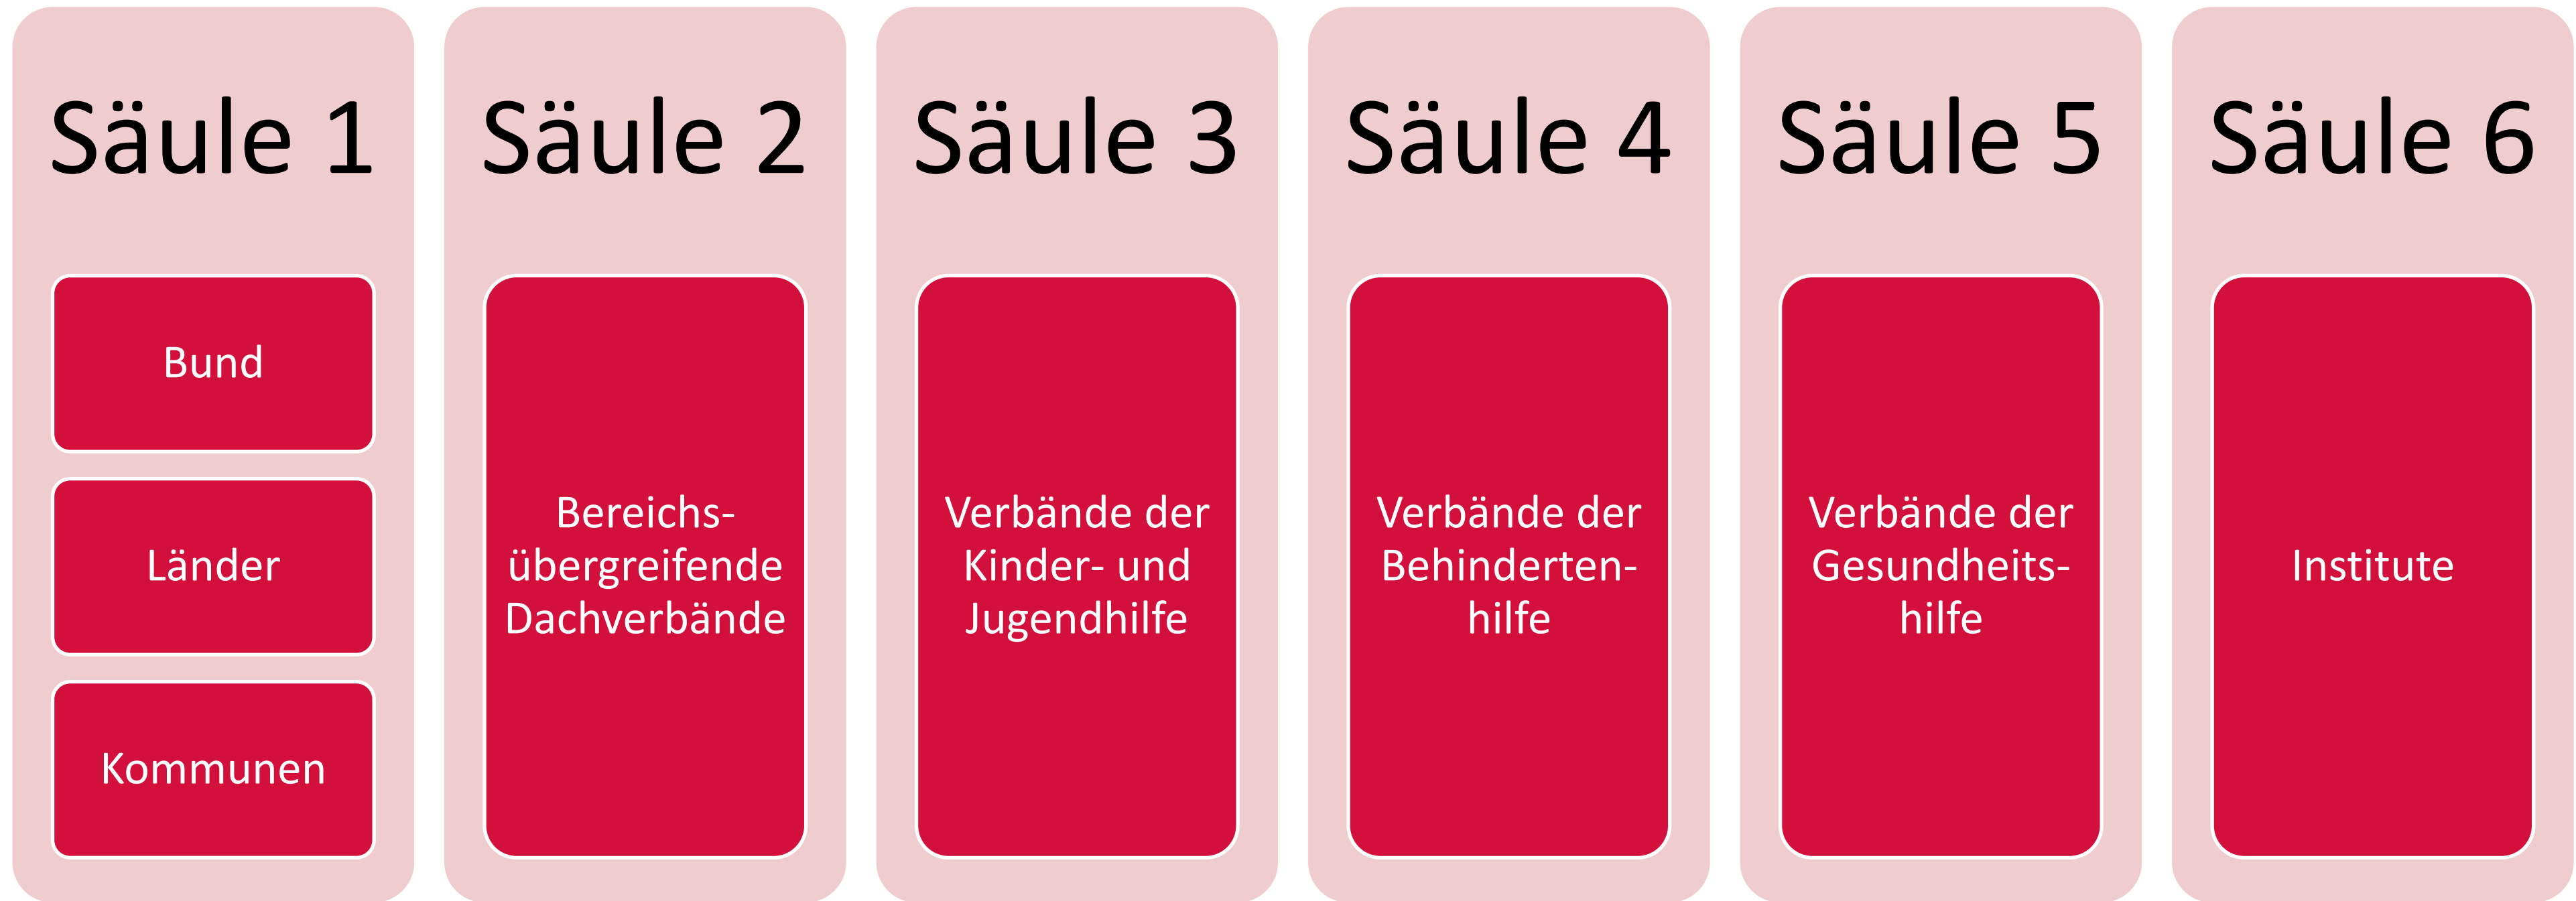 Säule 1
Bund
Länder
Kommunen
Säule 2
Bereichs-
übergreifende
Dachverbände
Säule 3
Verbände der
Kinder- und
Jugendhilfe
Säule 4
Verbände der
Behinderten-
hilfe
Säule 5
Verbände der
Gesundheits-
hilfe
Säule 6
Institute